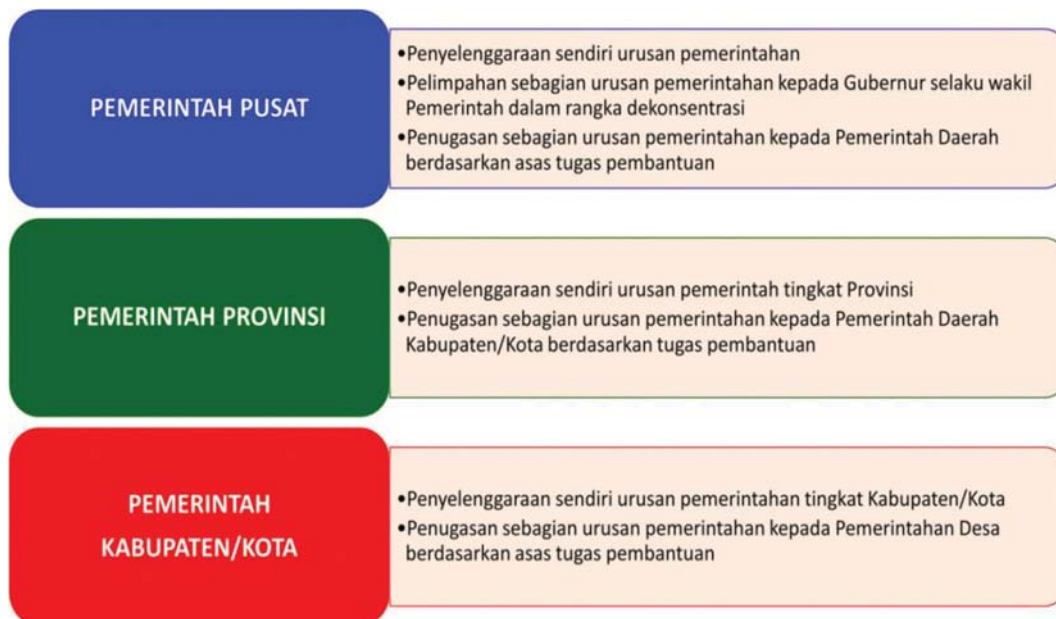 PEMERINTAH PUSAT
•Penyelenggaraan sendiri urusan pemerintahan
•Pelimpahan sebagian urusan pemerintahan kepada Gubernur selaku wakil
Pemerintah dalam rangka dekonsentrasi
•Penugasan sebagian urusan pemerintahan kepada Pemerintah Daerah
berdasarkan asas tugas pembantuan
PEMERINTAH PROVINSI
•Penyelenggaraan sendiri urusan pemerintah tingkat Provinsi
•Penugasan sebagian urusan pemerintahan kepada Pemerintah Daerah
Kabupaten/Kota berdasarkan tugas pembantuan
PEMERINTAH
KABUPATEN/KOTA
•Penyelenggaraan sendiri urusan pemerintahan tingkat Kabupaten/Kota
•Penugasan sebagian urusan pemerintahan kepada Pemerintahan Desa
berdasarkan asas tugas pembantuan